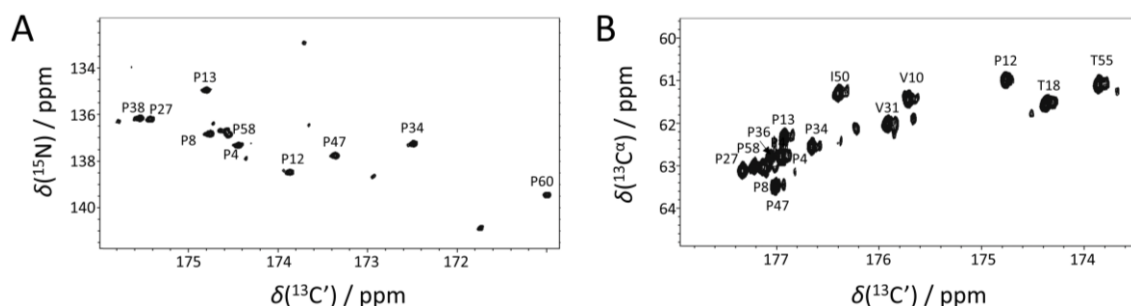 A
B
δ(¹⁵N) / ppm
134
136
138
140
P13
P38 P27
P8
P58
P4
P47
P34
P12
P60
175
174
173
172
δ(¹³C') / ppm
δ(¹³Cᵅ) / ppm
60
61
62
63
64
P12
T55
I50
V10
T18
V31
P13
P36
P34
P58
P27
P4
P8
P47
177
176
175
174
δ(¹³C') / ppm